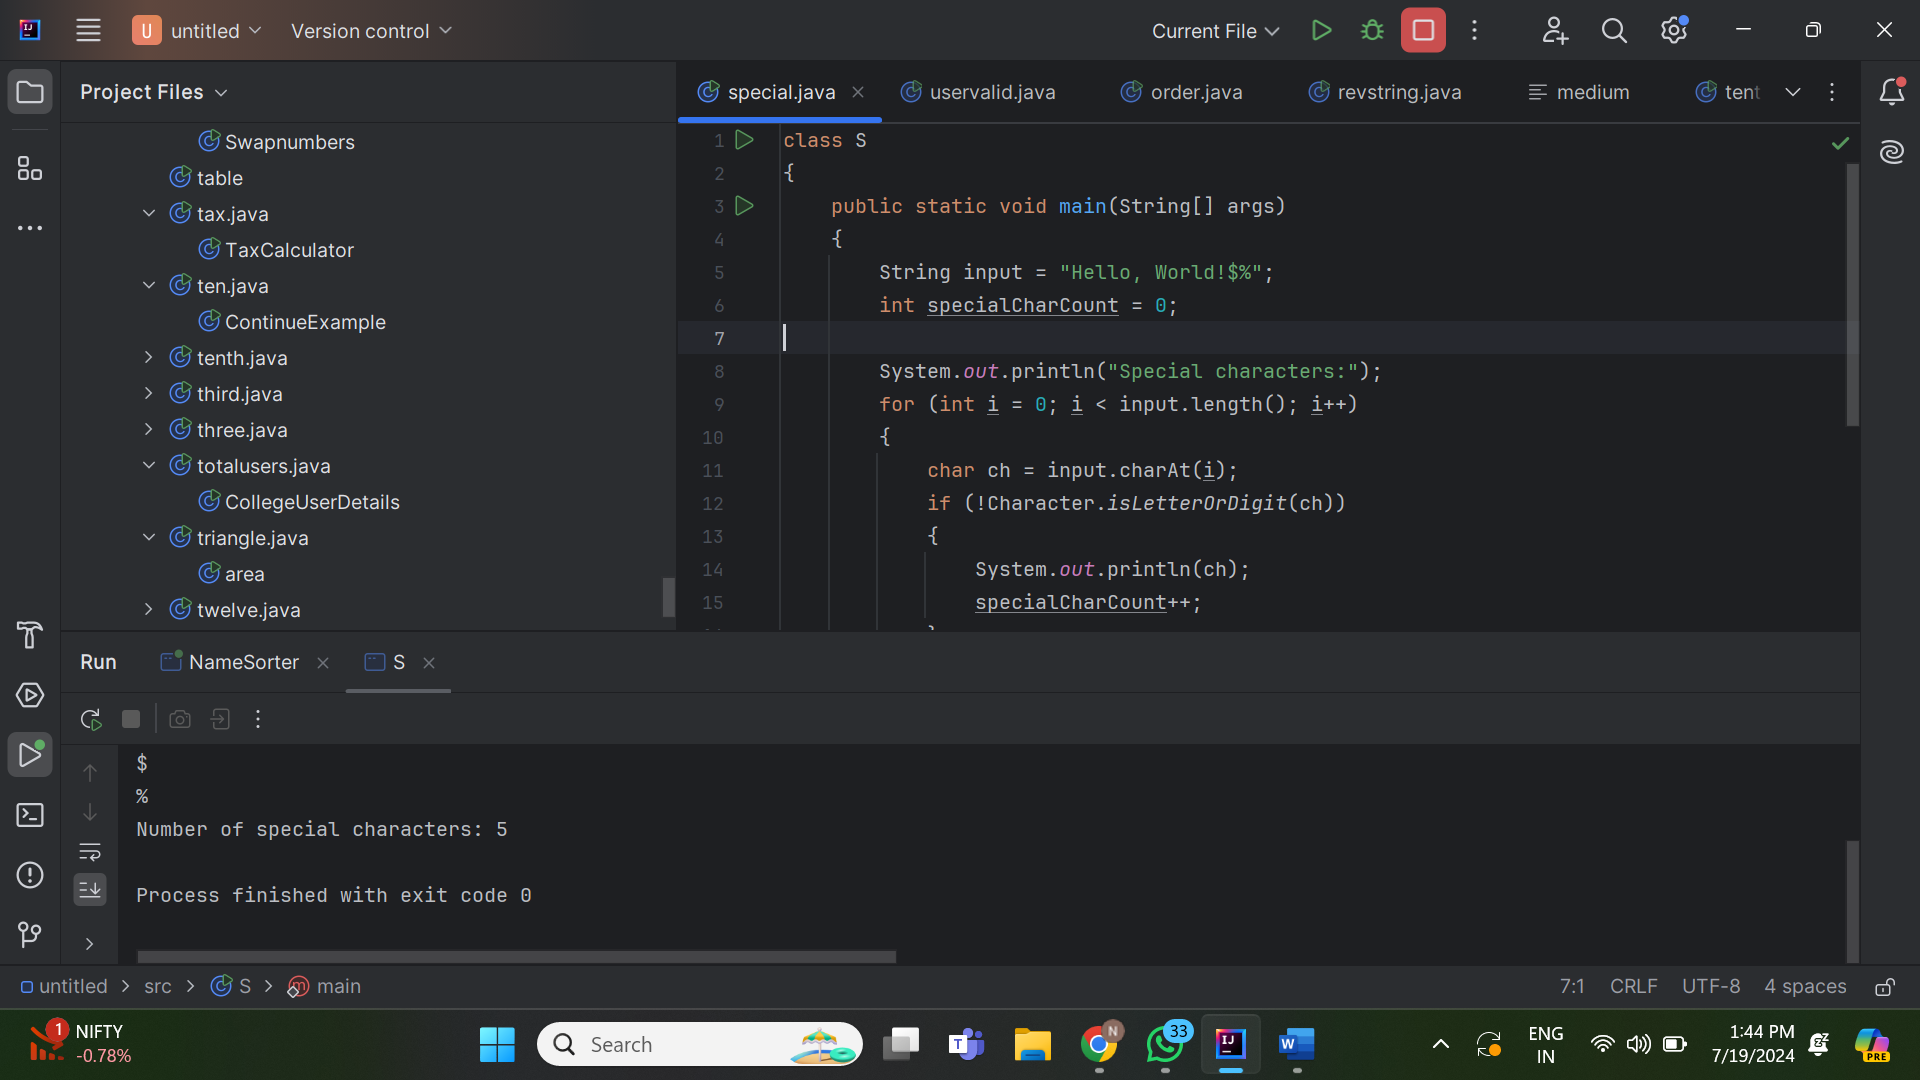 untitled
Version control
Current File
Project Files
special.java
uservalid.java
order.java
revstring.java
medium
tent
Swapnumbers
table
tax.java
TaxCalculator
ten.java
ContinueExample
tenth.java
third.java
three.java
totalusers.java
CollegeUserDetails
triangle.java
area
twelve.java
1 class S
2 {
3 public static void main(String[] args)
4 {
5 String input = "Hello, World!$%";
6 int specialCharCount = 0;
7
8 System.out.println("Special characters:");
9 for (int i = 0; i < input.length(); i++)
10 {
11 char ch = input.charAt(i);
12 if (!Character.isLetterOrDigit(ch))
13 {
14 System.out.println(ch);
15 specialCharCount++;
Run
NameSorter
S
$
%
Number of special characters: 5
Process finished with exit code 0
untitled > src > S > main
7:1 CRLF UTF-8 4 spaces
1 NIFTY
-0.78%
Search
33
ENG
IN
1:44 PM
7/19/2024
PRE